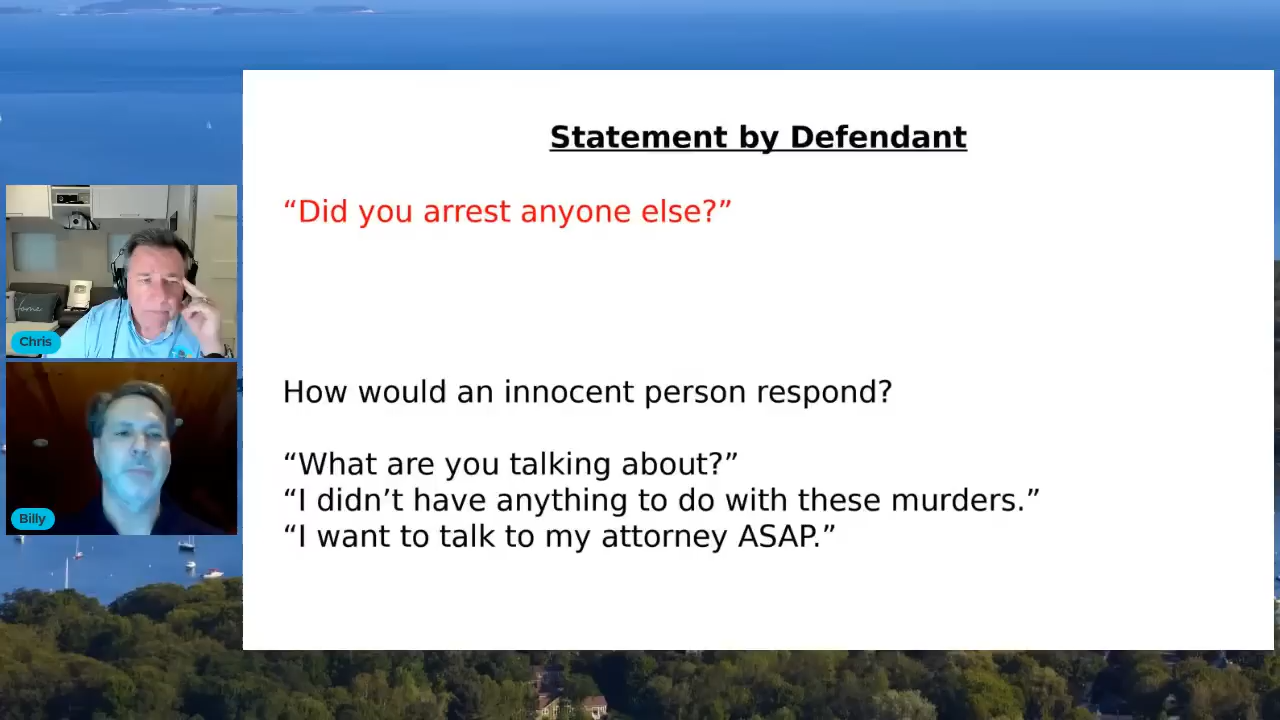 Statement by Defendant
“Did you arrest anyone else?”
How would an innocent person respond?
“What are you talking about?”
“I didn’t have anything to do with these murders.”
“I want to talk to my attorney ASAP.”
Home
Chris
Billy